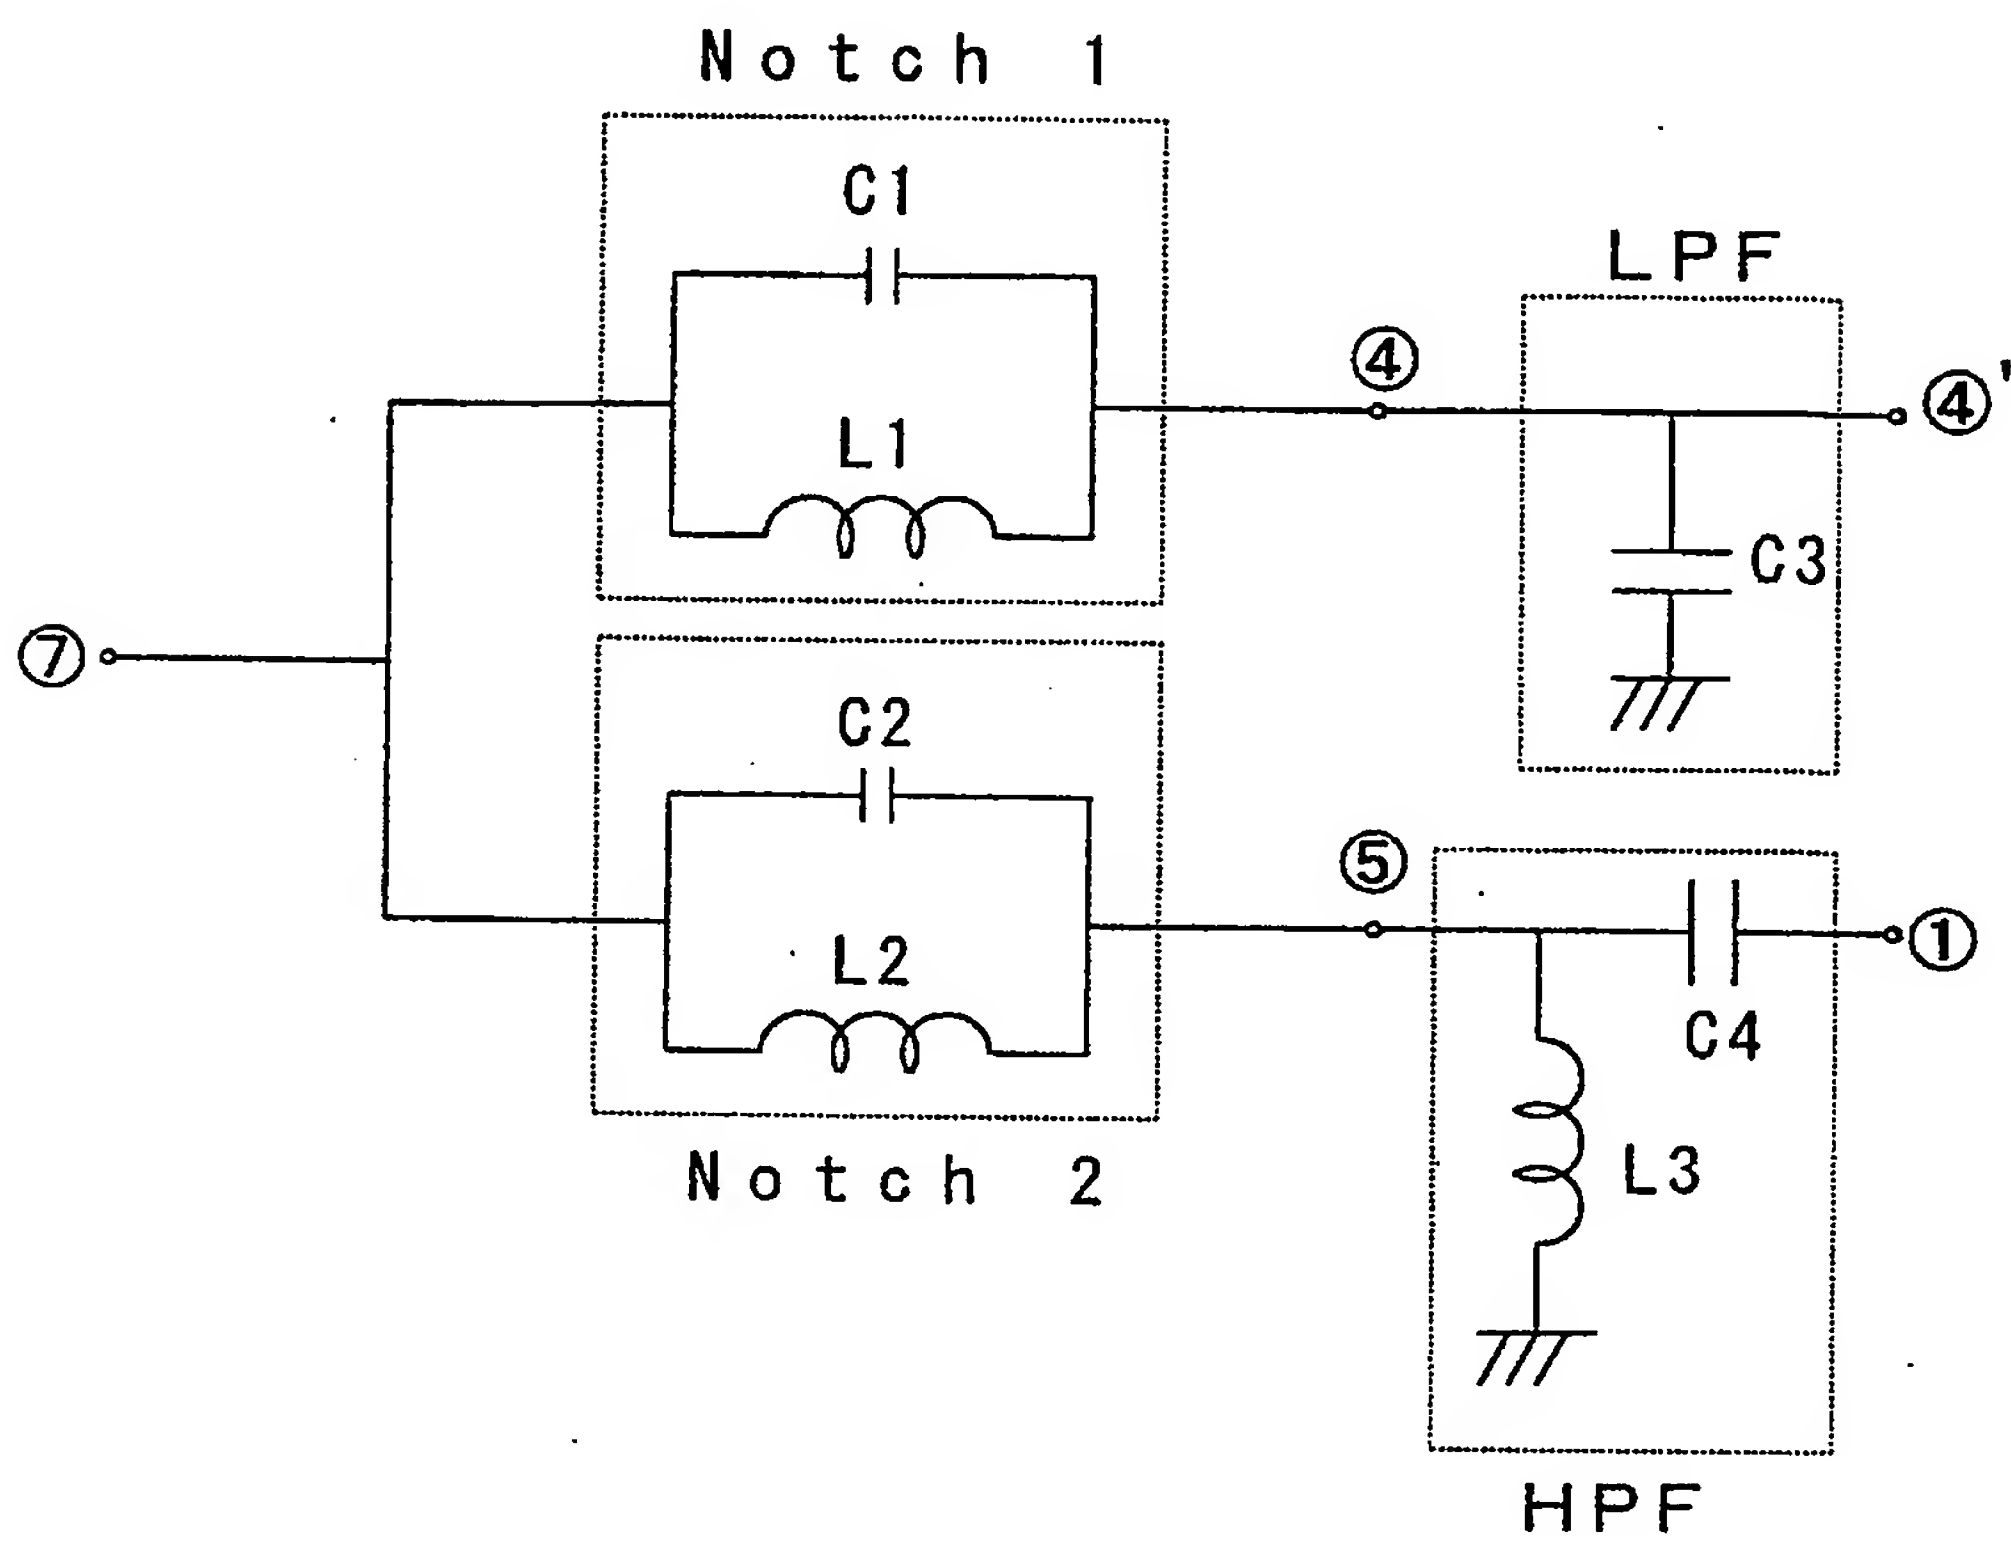 Notch 1
C1
LPF
④
④'
L1
C3
⑦
C2
⑤
①
L2
C4
L3
Notch 2
HPF